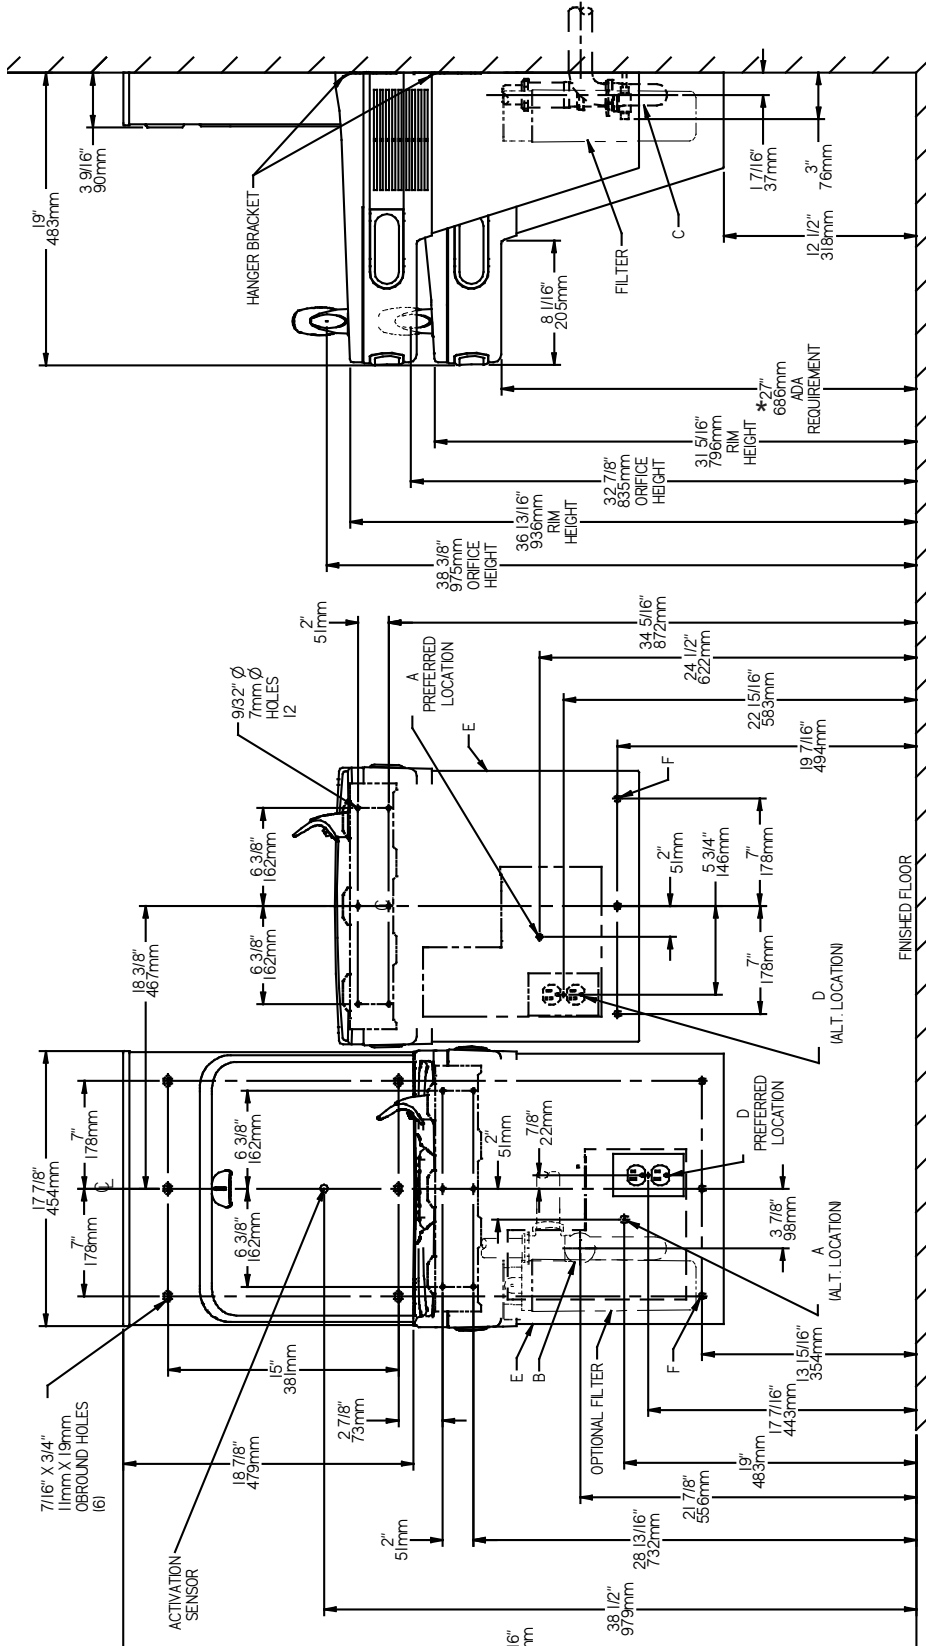 19"
483mm
3 9/16"
90mm
HANGER BRACKET
8 1/16"
205mm
FILTER
C
1 7/16"
37mm
3"
76mm
12 1/2"
318mm
*27"
686mm
ADA
REQUIREMENT
31 5/16"
796mm
RIM
HEIGHT
32 7/8"
835mm
ORIFICE
HEIGHT
36 13/16"
936mm
RIM
HEIGHT
38 3/8"
975mm
ORIFICE
HEIGHT
2"
51mm
9/32" Ø
7mm Ø
HOLES
12
A
PREFERRED
LOCATION
E
34 5/16"
872mm
24 1/2"
622mm
22 15/16"
583mm
19 7/16"
494mm
F
6 3/8"
162mm
6 3/8"
162mm
18 3/8"
467mm
2"
51mm
5 3/4"
146mm
7"
178mm
7"
178mm
FINISHED FLOOR
D
(ALT. LOCATION)
17 7/8"
454mm
7"
178mm
7"
178mm
6 3/8"
162mm
6 3/8"
162mm
2"
51mm
7/8"
22mm
D
PREFERRED
LOCATION
3 7/8"
98mm
A
(ALT. LOCATION)
7/16" X 3/4"
11mm X 19mm
OBROUND HOLES
(6)
15"
381mm
2 7/8"
73mm
18 7/8"
479mm
ACTIVATION
SENSOR
E
B
OPTIONAL FILTER
F
13 15/16"
354mm
17 7/16"
443mm
19"
483mm
21 7/8"
556mm
2"
51mm
28 13/16"
732mm
38 1/2"
979mm